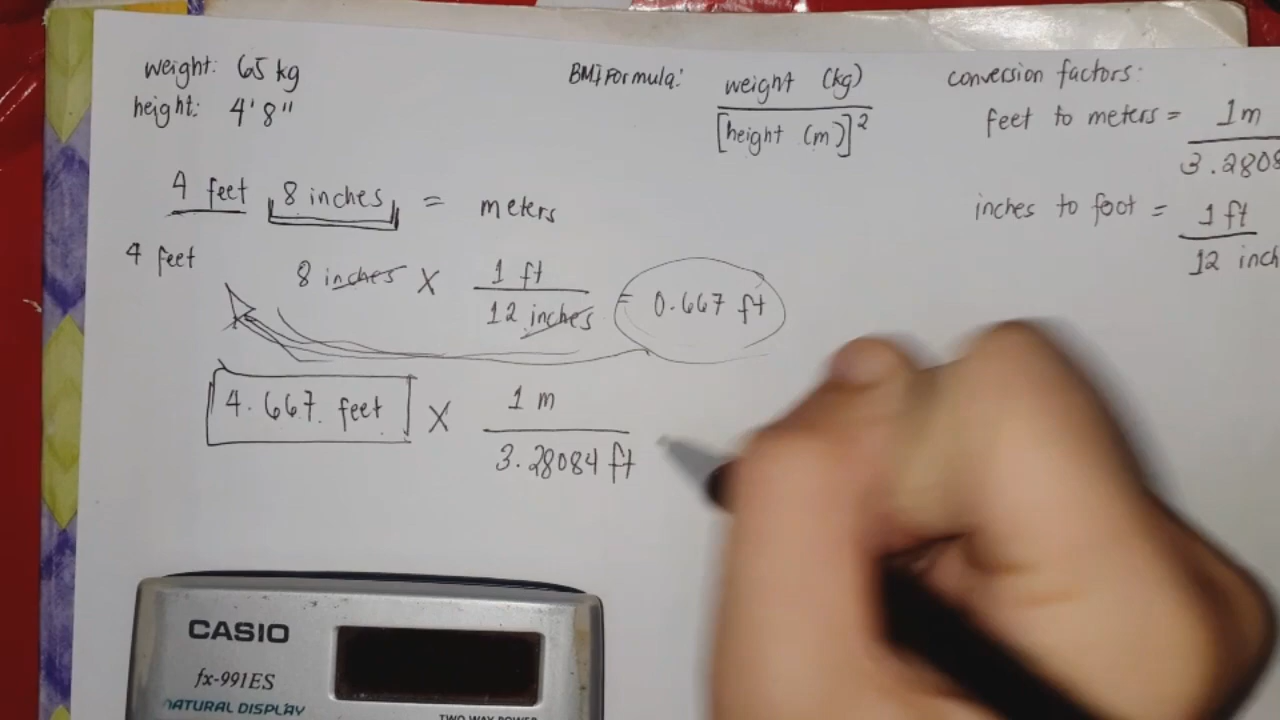 weight: 65 kg
height: 4'8"
BMI Formula: weight (kg)
[height (m)]²
conversion factors:
feet to meters = 1m
3.2808
inches to foot = 1 ft
12 inch
4 feet 8 inches = meters
4 feet
8 inches X 1 ft
12 inches
= 0.667 ft
4.667 feet X 1 m
3.28084 ft
CASIO
fx-991ES
NATURAL DISPLAY
TWO WAY POWER